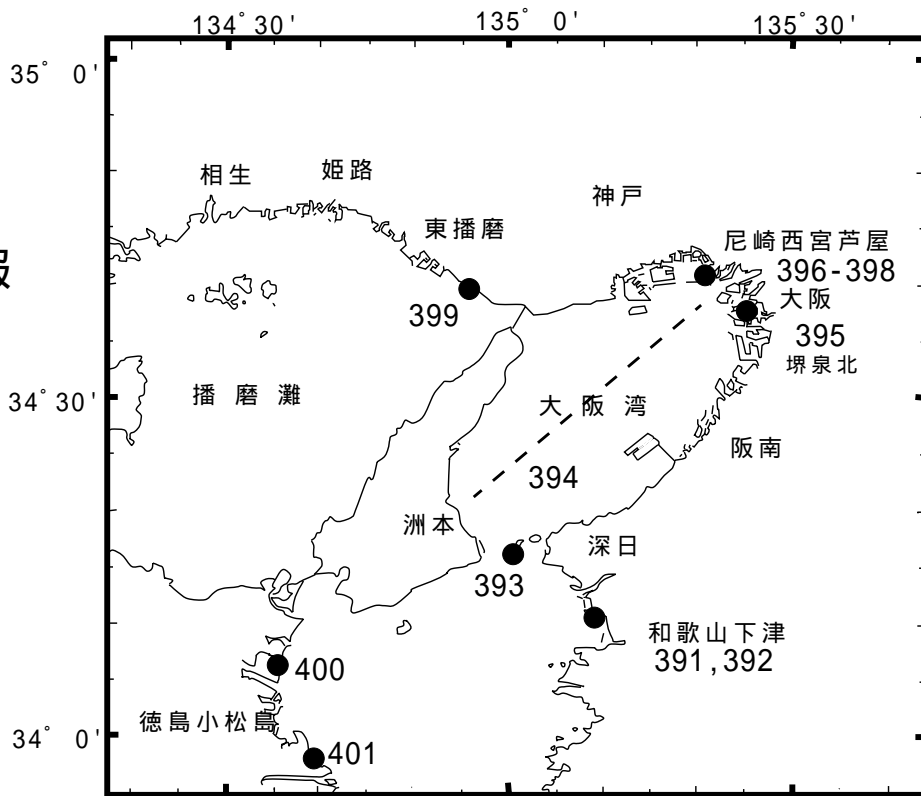 134° 30'
135° 0'
135° 30'
35° 0'
相生
姫路
神戸
東播磨
尼崎西宮芦屋
396-398
報
399
大阪
395
堺泉北
34° 30'
播磨灘
大阪湾
阪南
394
洲本
深日
393
和歌山下津
391,392
400
徳島小松島
34° 0'
401